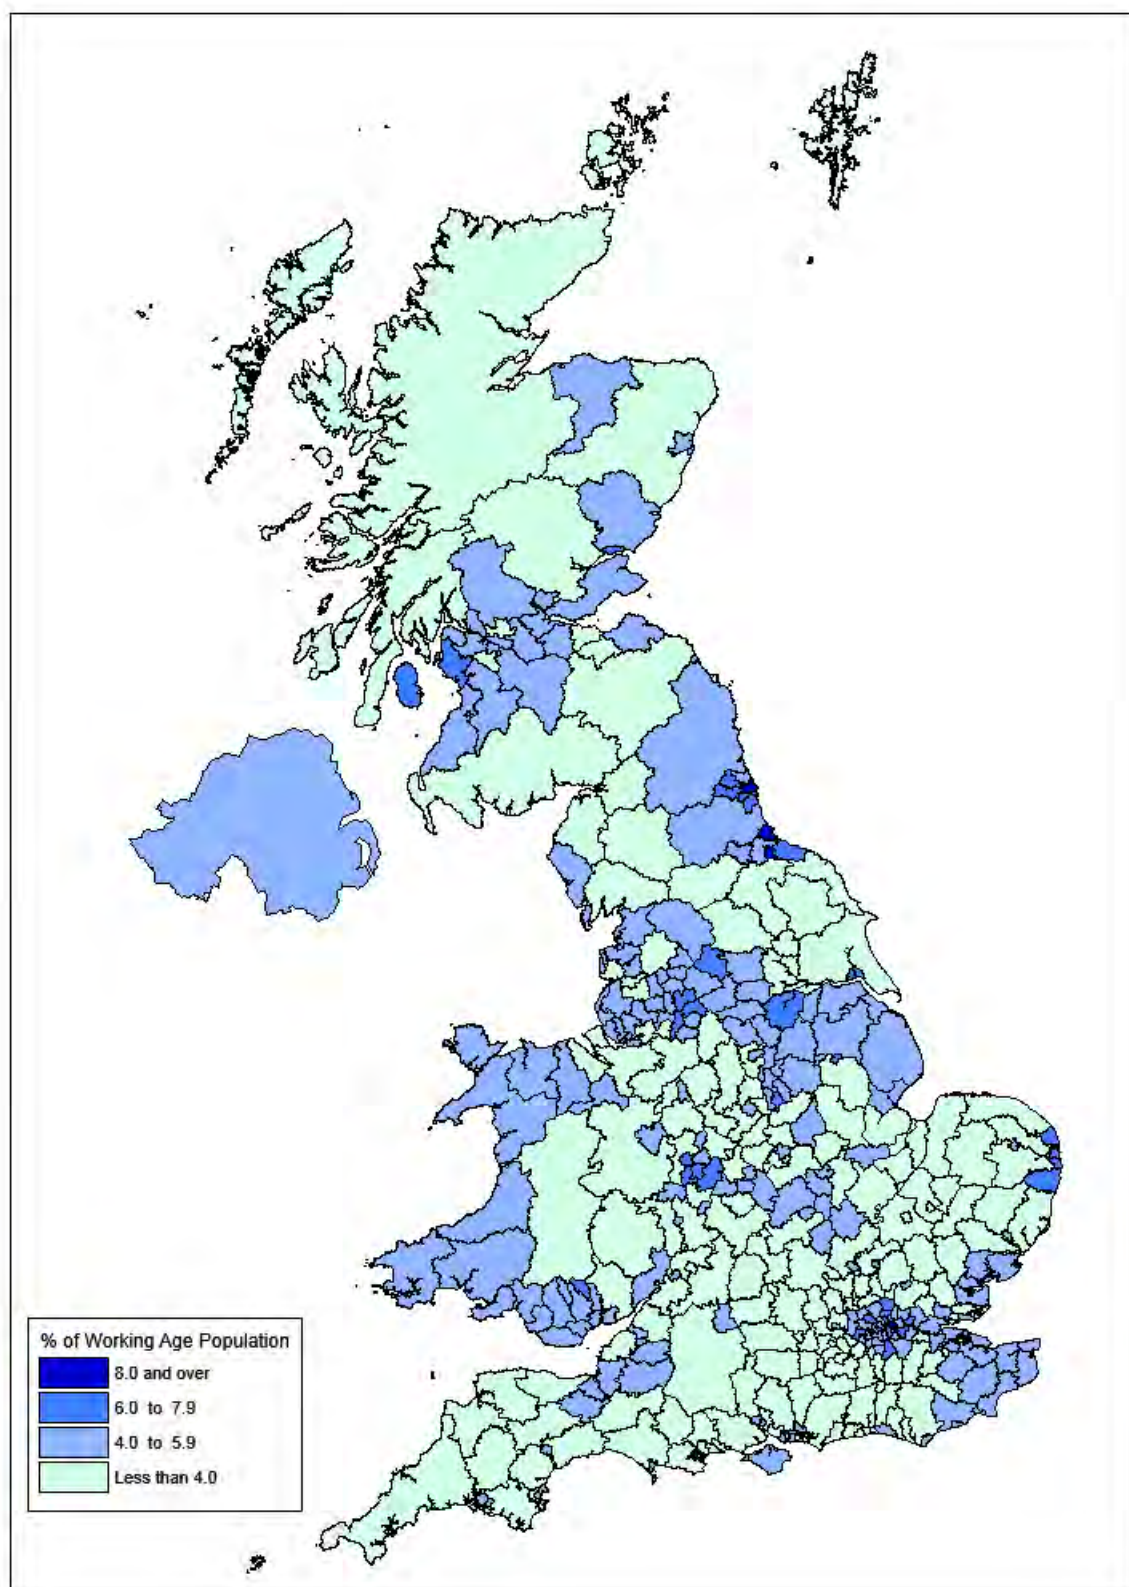 % of Working Age Population
8.0 and over
6.0 to 7.9
4.0 to 5.9
Less than 4.0